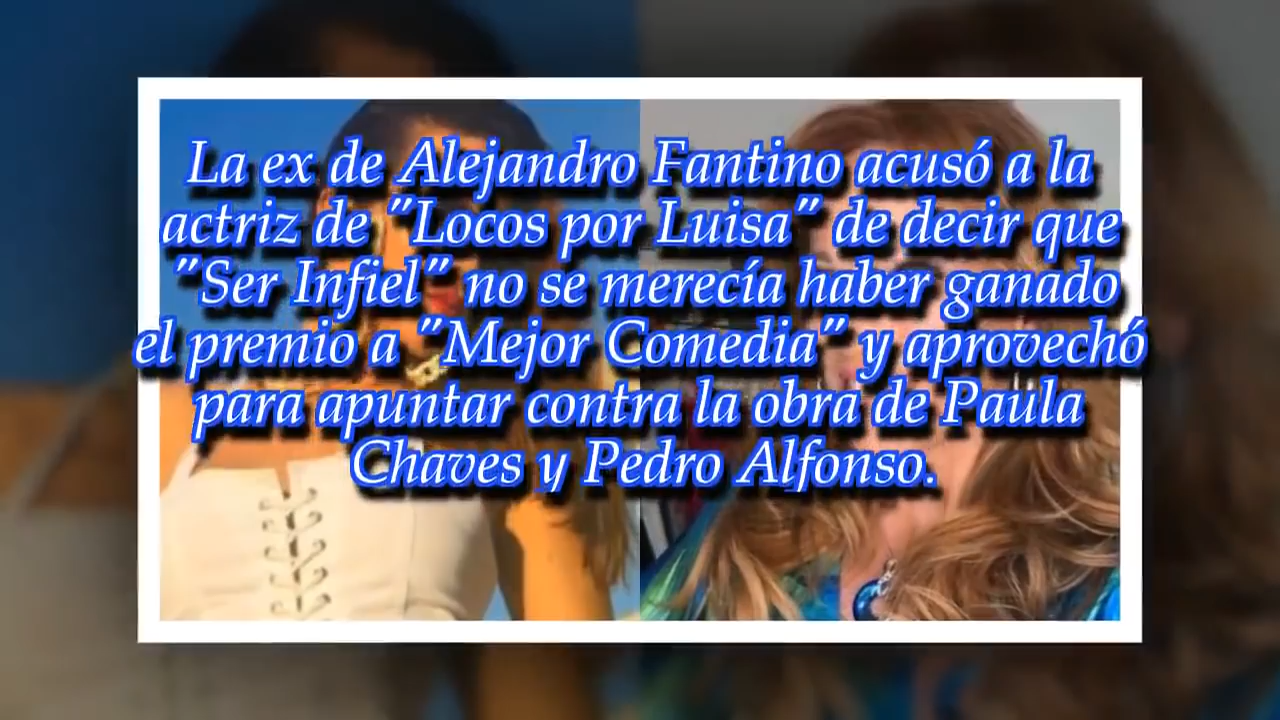 La ex de Alejandro Fantino acusó a la
actriz de "Locos por Luisa" de decir que
"Ser Infiel" no se merecía haber ganado
el premio a "Mejor Comedia" y aprovechó
para apuntar contra la obra de Paula
Chaves y Pedro Alfonso.